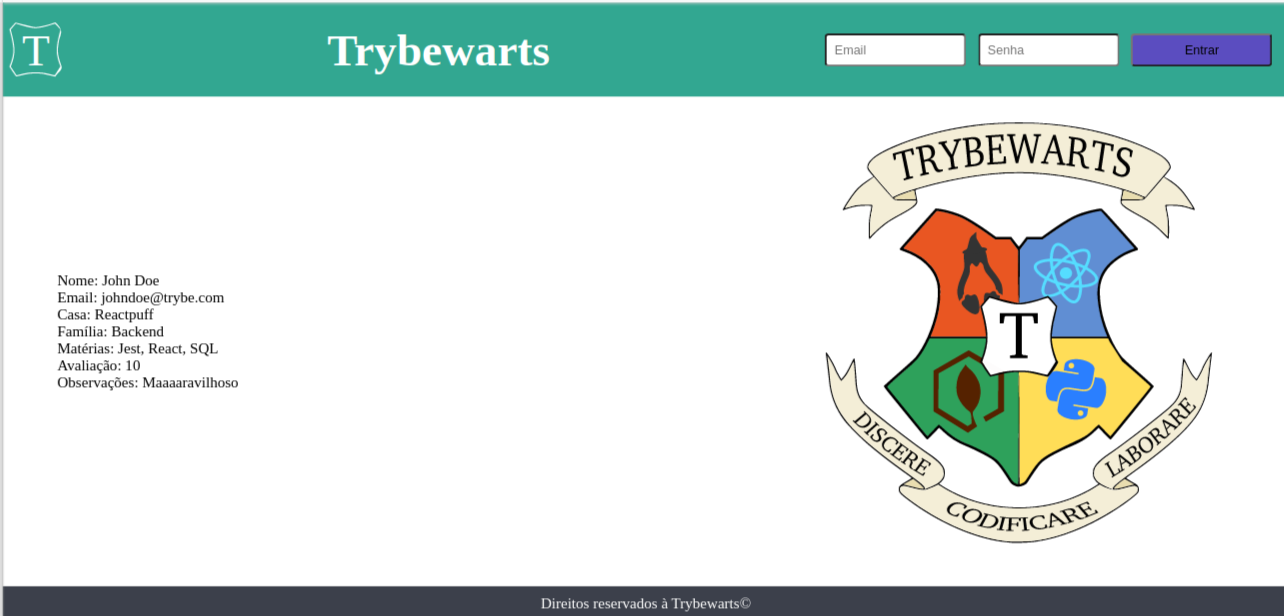 T
Trybewarts
Email
Senha
Entrar
TRYBEWARTS
T
DISCERE
CODIFICARE
LABORARE
Nome: John Doe
Email: johndoe@trybe.com
Casa: Reactpuff
Família: Backend
Matérias: Jest, React, SQL
Avaliação: 10
Observações: Maaaaravilhoso
Direitos reservados à Trybewarts©